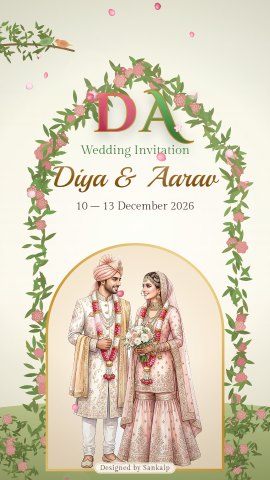 DA
Wedding Invitation
Diya & Aarav
10 — 13 December 2026
Designed by Sankalp